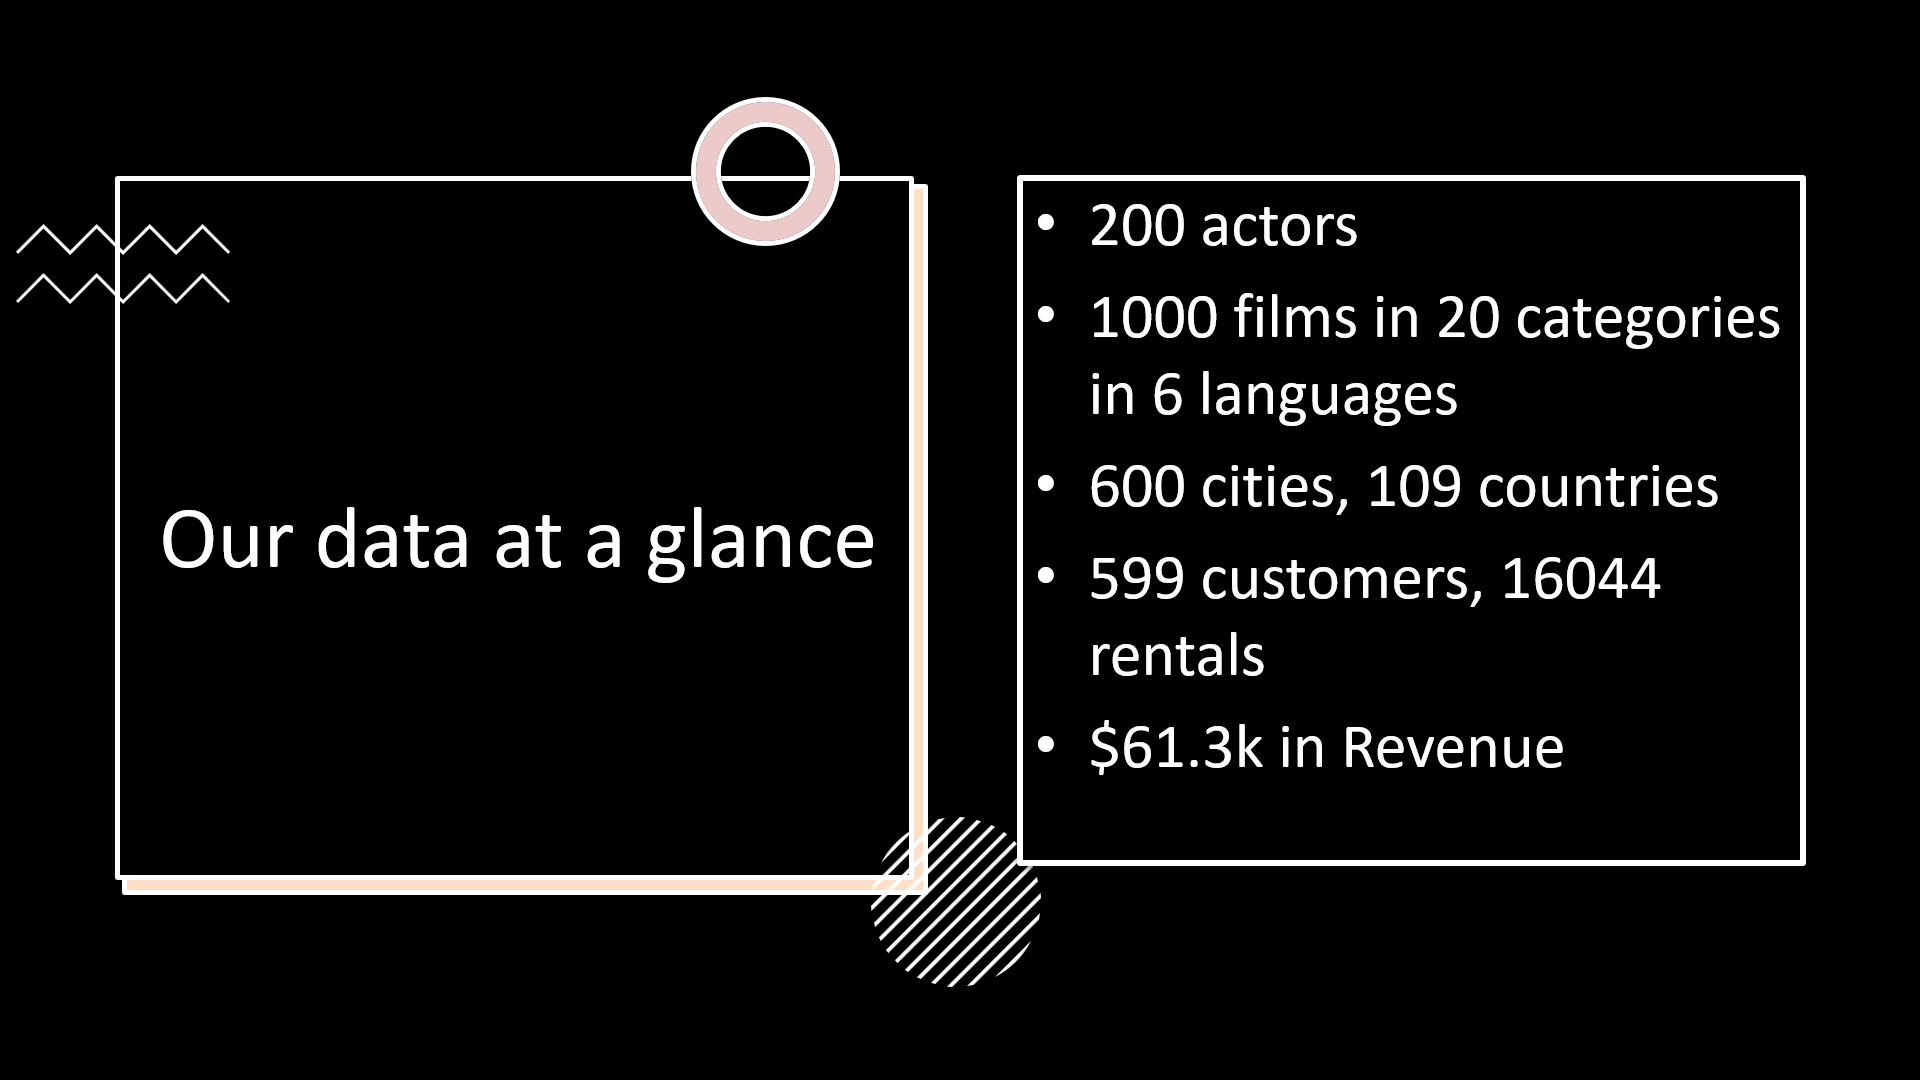 Our data at a glance
• 200 actors
• 1000 films in 20 categories
in 6 languages
• 600 cities, 109 countries
• 599 customers, 16044
rentals
• $61.3k in Revenue